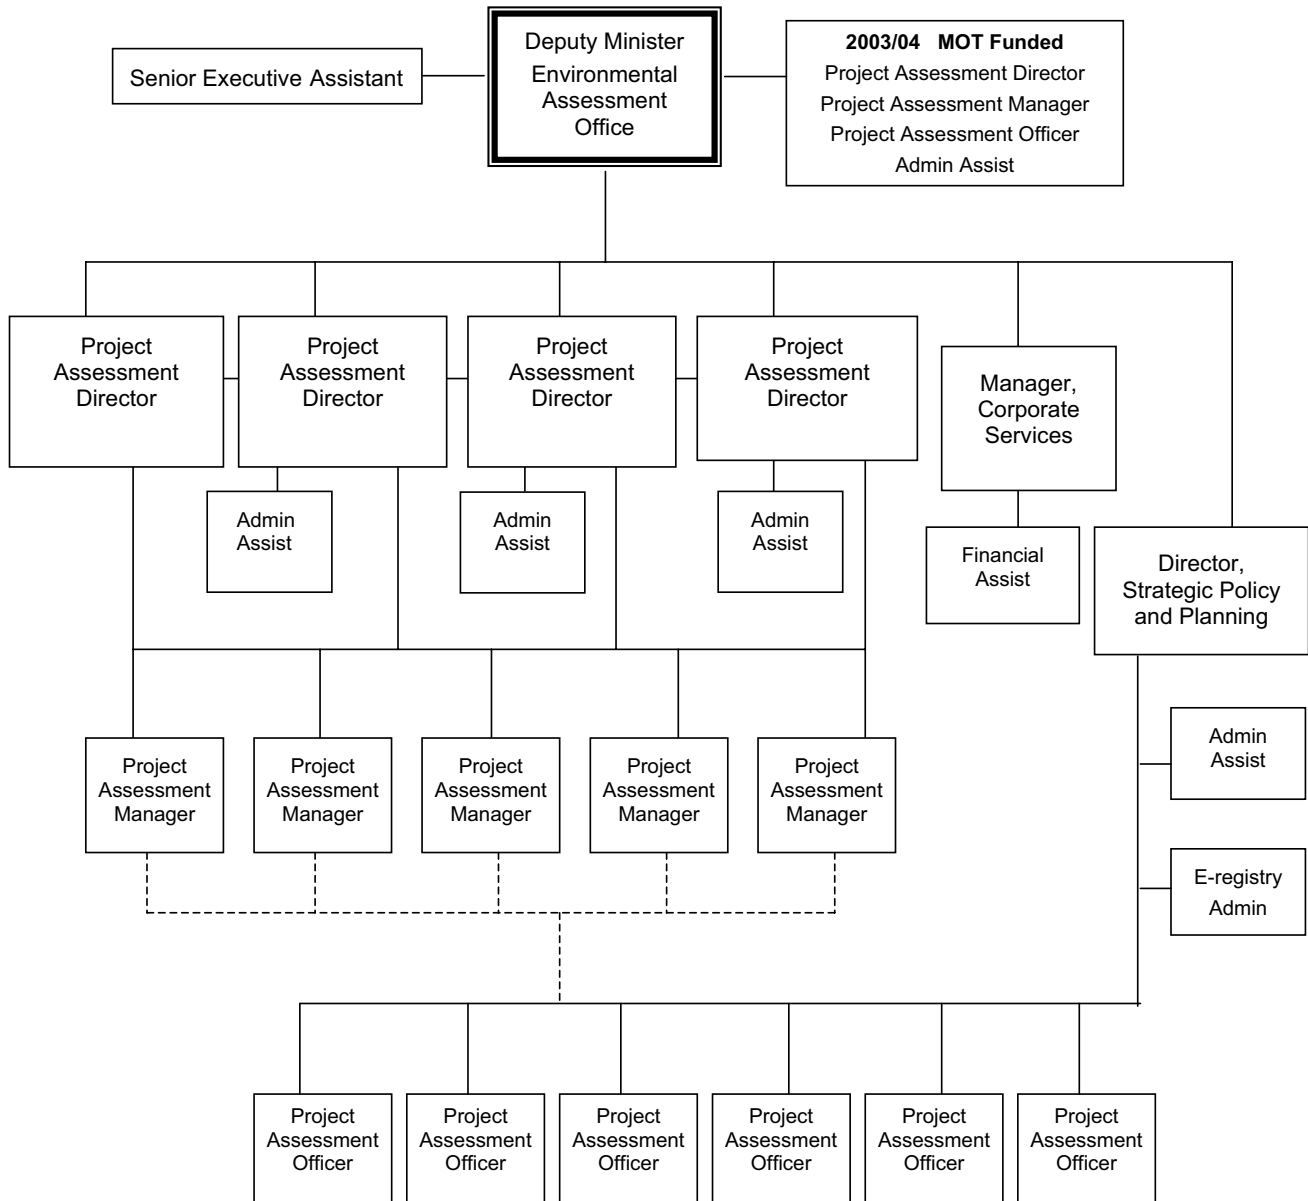 Senior Executive Assistant
Deputy Minister
Environmental
Assessment
Office
2003/04 MOT Funded
Project Assessment Director
Project Assessment Manager
Project Assessment Officer
Admin Assist
Project
Assessment
Director
Project
Assessment
Director
Project
Assessment
Director
Project
Assessment
Director
Manager,
Corporate
Services
Admin
Assist
Admin
Assist
Admin
Assist
Financial
Assist
Director,
Strategic Policy
and Planning
Project
Assessment
Manager
Project
Assessment
Manager
Project
Assessment
Manager
Project
Assessment
Manager
Project
Assessment
Manager
Admin
Assist
E-registry
Admin
Project
Assessment
Officer
Project
Assessment
Officer
Project
Assessment
Officer
Project
Assessment
Officer
Project
Assessment
Officer
Project
Assessment
Officer